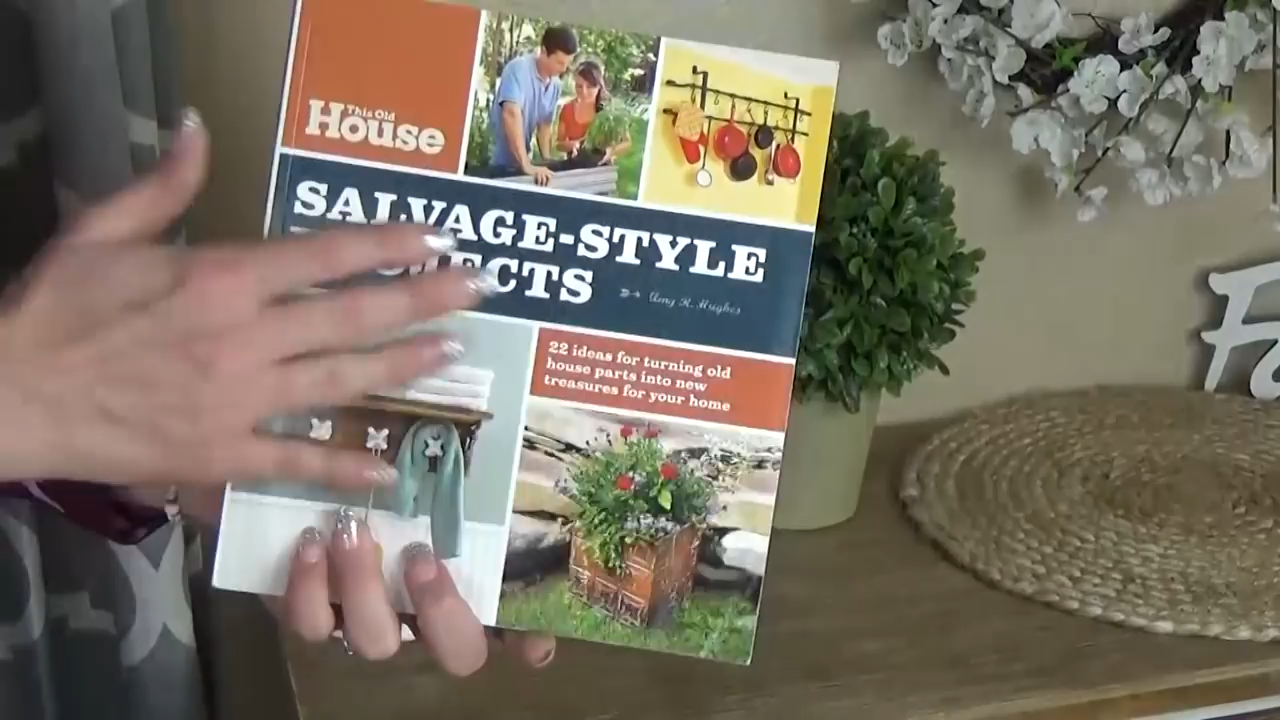 This Old
House
SALVAGE-STYLE
Amy R. Hughes
22 ideas for turning old
house parts into new
treasures for your home